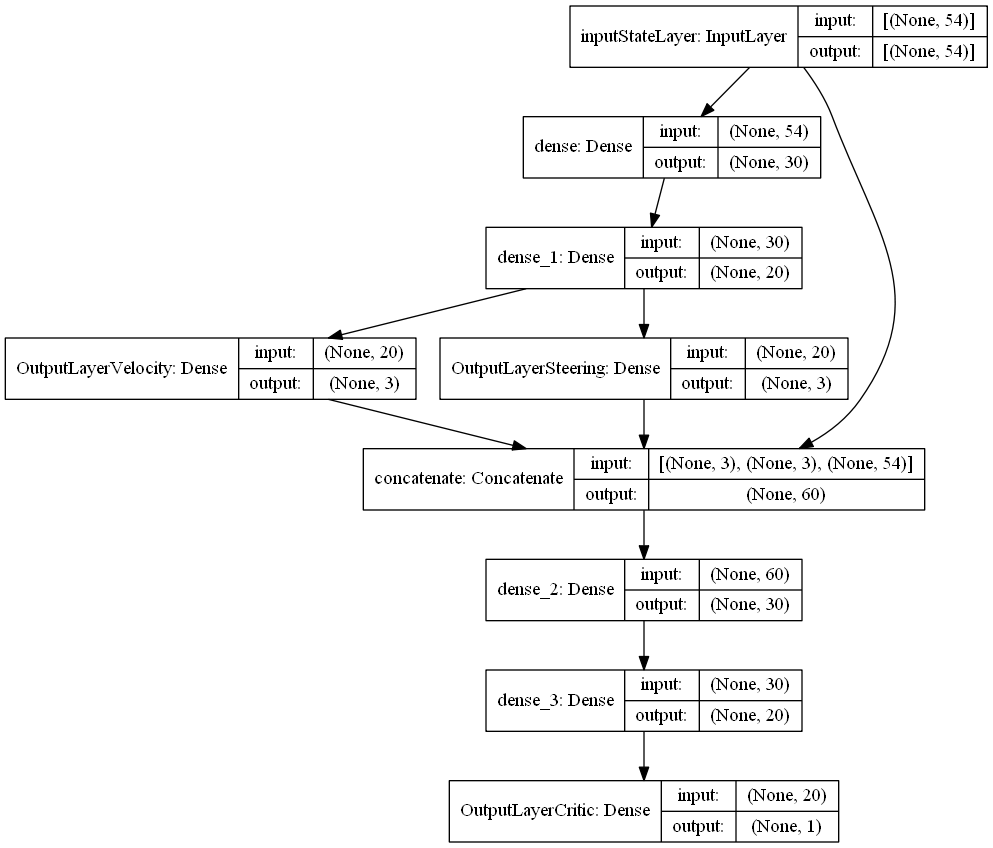 inputStateLayer: InputLayer
input: [(None, 54)]
output: [(None, 54)]
dense: Dense
input: (None, 54)
output: (None, 30)
dense_1: Dense
input: (None, 30)
output: (None, 20)
OutputLayerVelocity: Dense
input: (None, 20)
output: (None, 3)
OutputLayerSteering: Dense
input: (None, 20)
output: (None, 3)
concatenate: Concatenate
input: [(None, 3), (None, 3), (None, 54)]
output: (None, 60)
dense_2: Dense
input: (None, 60)
output: (None, 30)
dense_3: Dense
input: (None, 30)
output: (None, 20)
OutputLayerCritic: Dense
input: (None, 20)
output: (None, 1)